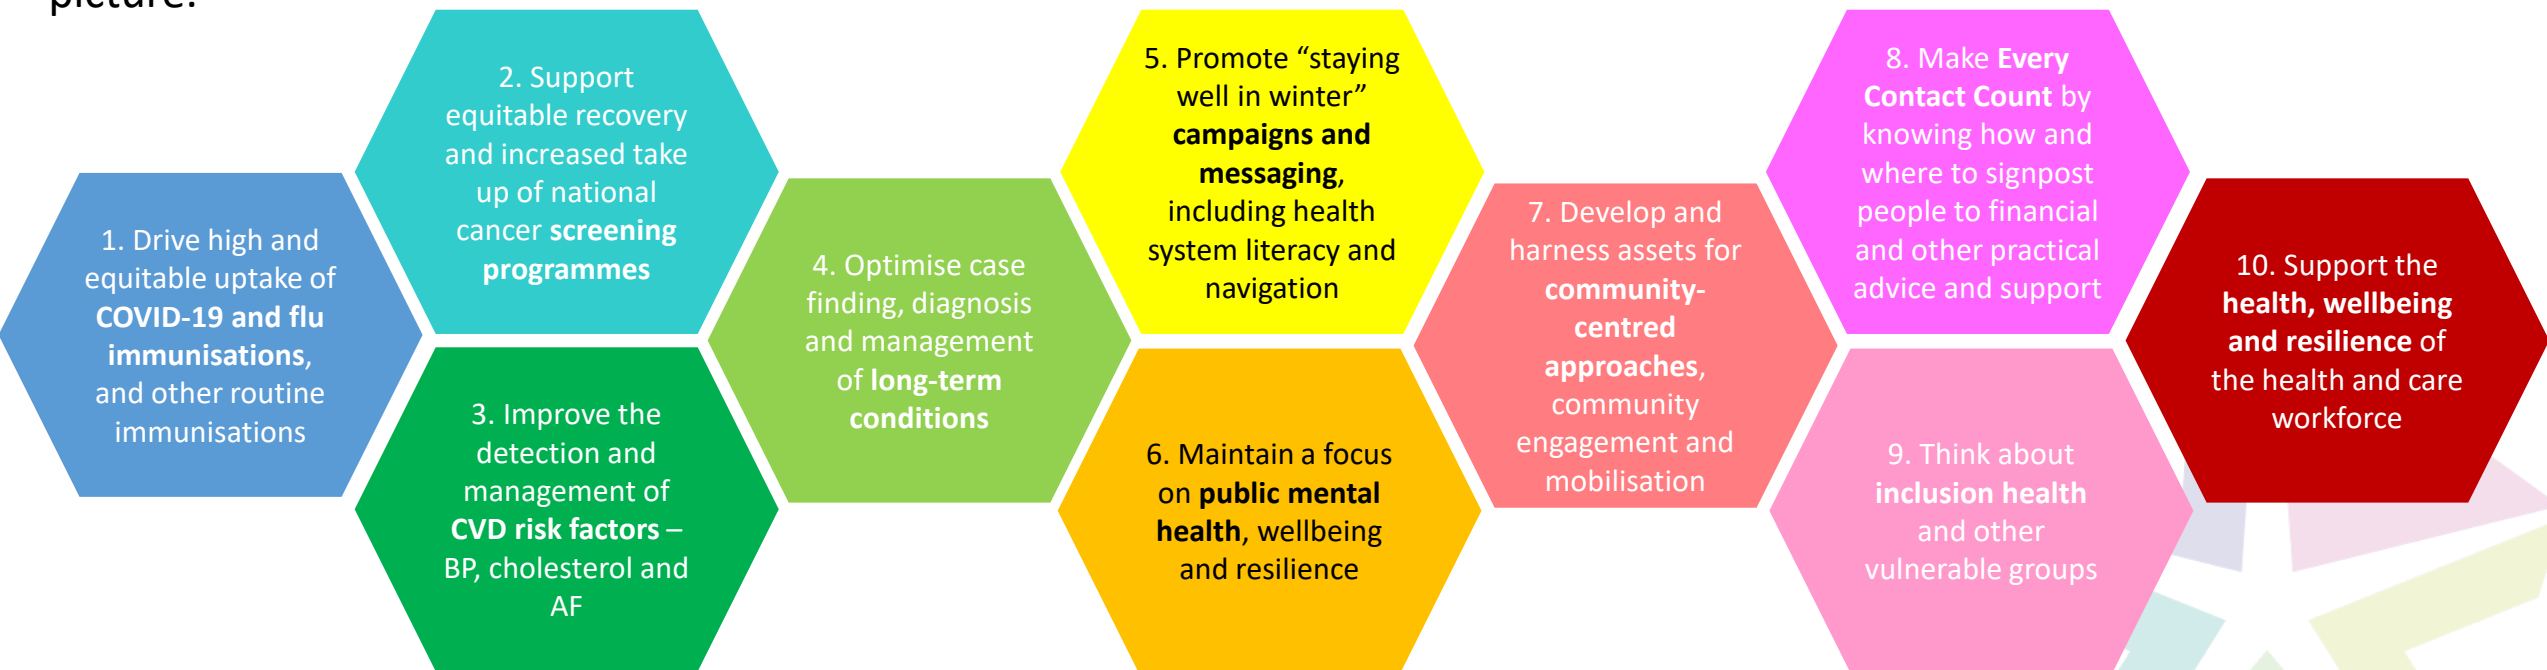 picture.
1. Drive high and
equitable uptake of
COVID-19 and flu
immunisations,
and other routine
immunisations
2. Support
equitable recovery
and increased take
up of national
cancer screening
programmes
3. Improve the
detection and
management of
CVD risk factors –
BP, cholesterol and
AF
4. Optimise case
finding, diagnosis
and management
of long-term
conditions
5. Promote “staying
well in winter”
campaigns and
messaging,
including health
system literacy and
navigation
6. Maintain a focus
on public mental
health, wellbeing
and resilience
7. Develop and
harness assets for
community-
centred
approaches,
community
engagement and
mobilisation
8. Make Every
Contact Count by
knowing how and
where to signpost
people to financial
and other practical
advice and support
9. Think about
inclusion health
and other
vulnerable groups
10. Support the
health, wellbeing
and resilience of
the health and care
workforce